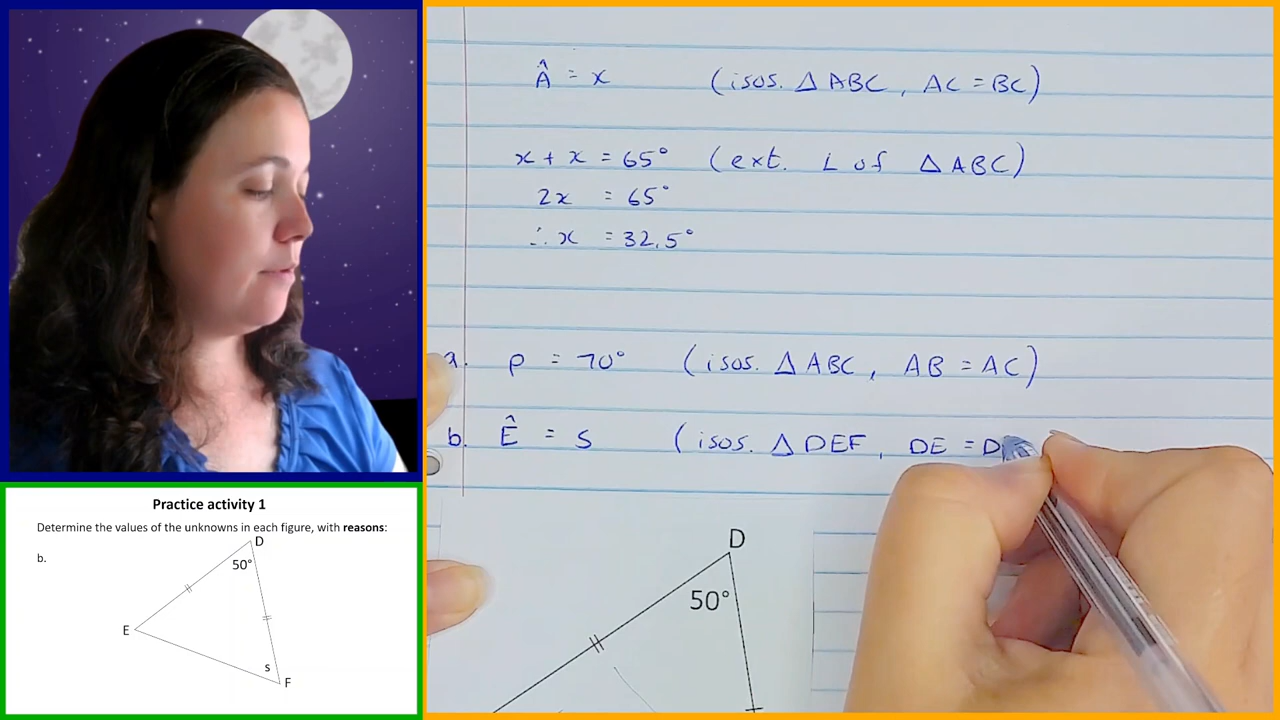 Â = x (isos. Δ ABC, AC = BC)
x + x = 65° (ext. ∠ of Δ ABC)
2x = 65°
∴ x = 32,5°
a. p = 70° (isos. Δ ABC, AB = AC)
b. Ê = s (isos. Δ DEF, DE = D
D
50°
Practice activity 1
Determine the values of the unknowns in each figure, with reasons:
b.
D
50°
E
s
F